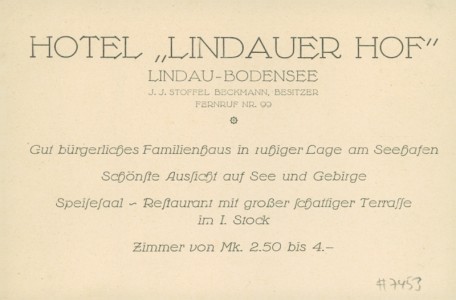 HOTEL „LINDAUER HOF"
LINDAU-BODENSEE
J. J. STOFFEL BECKMANN, BESITZER
FERNRUF NR. 99
Gut bürgerliches Familienhaus in ruhiger Lage am Seehafen
Schönſte Ausſicht auf See und Gebirge
Speiſeſaal – Reſtaurant mit großer ſchattiger Terraſſe
im I. Stock
Zimmer von Mk. 2.50 bis 4.–
#7453